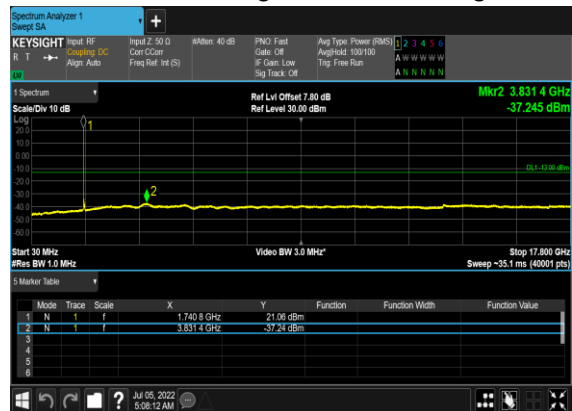 Spectrum Analyzer 1
Swept SA
KEYSIGHT Input: RF Input Z: 50 Ω #Atten: 40 dB PNO: Fast Avg Type: Power (RMS) 1 2 3 4 5 6
R T Coupling: DC Corr CCorr Gate: Off Avg|Hold: 100/100 A W W W W W
Align: Auto Freq Ref: Int (S) IF Gain: Low Trig: Free Run
LW Sig Track: Off A N N N N N
1 Spectrum Ref Lvl Offset 7.80 dB Mkr2 3.831 4 GHz
Scale/Div 10 dB Ref Level 30.00 dBm -37.245 dBm
Log
1
20.0
10.0
0.00
-10.0 DL1 -13.00 dBm
-20.0
-30.0 2
-40.0
-50.0
-60.0
Start 30 MHz Video BW 3.0 MHz* Stop 17.800 GHz
#Res BW 1.0 MHz Sweep ~35.1 ms (40001 pts)
5 Marker Table
Mode Trace Scale X Y Function Function Width Function Value
1 N 1 f 1.740 8 GHz 21.06 dBm
2 N 1 f 3.831 4 GHz -37.24 dBm
3
4
5
6
? Jul 05, 2022
5:08:12 AM